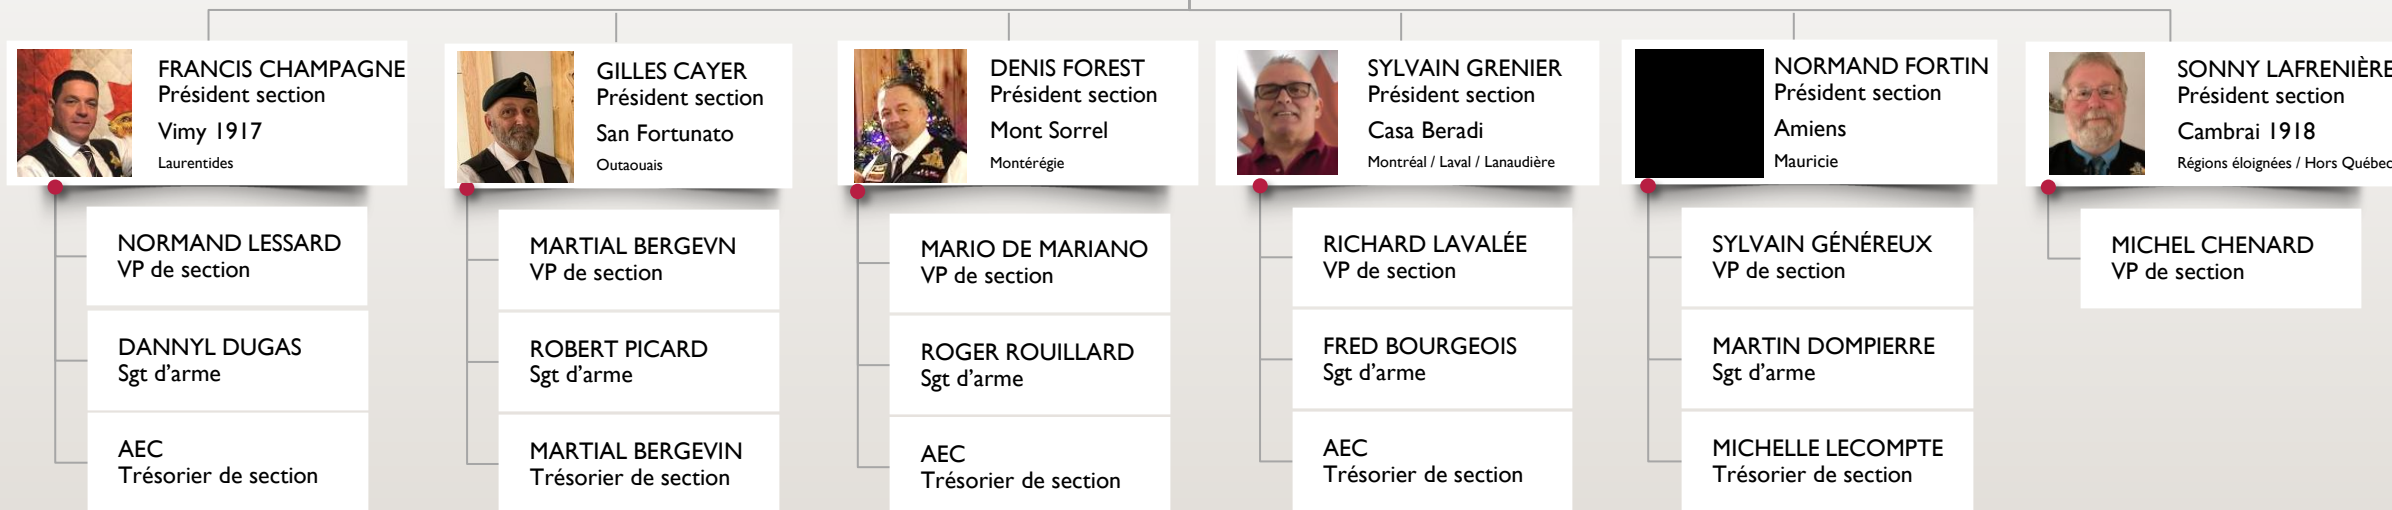 FRANCIS CHAMPAGNE
Président section
Vimy 1917
Laurentides
NORMAND LESSARD
VP de section
DANNYL DUGAS
Sgt d'arme
AEC
Trésorier de section
GILLES CAYER
Président section
San Fortunato
Outaouais
MARTIAL BERGEVN
VP de section
ROBERT PICARD
Sgt d'arme
MARTIAL BERGEVIN
Trésorier de section
DENIS FOREST
Président section
Mont Sorrel
Montérégie
MARIO DE MARIANO
VP de section
ROGER ROUILLARD
Sgt d'arme
AEC
Trésorier de section
SYLVAIN GRENIER
Président section
Casa Beradi
Montréal / Laval / Lanaudière
RICHARD LAVALÉE
VP de section
FRED BOURGEOIS
Sgt d'arme
AEC
Trésorier de section
NORMAND FORTIN
Président section
Amiens
Mauricie
SYLVAIN GÉNÉREUX
VP de section
MARTIN DOMPIERRE
Sgt d'arme
MICHELLE LECOMPTE
Trésorier de section
SONNY LAFRENIÈRE
Président section
Cambrai 1918
Régions éloignées / Hors Québec
MICHEL CHENARD
VP de section